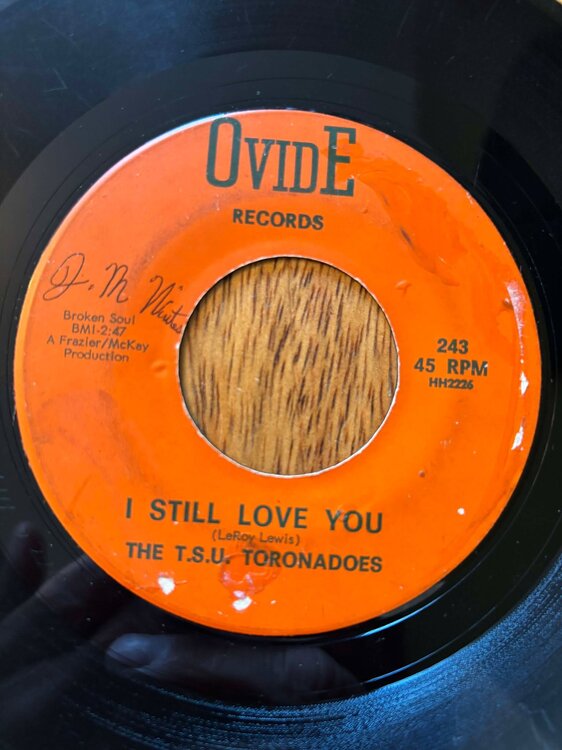 OVIDE
RECORDS
J. M "
Broken Soul
BMI-2:47
A Frazier/McKay
Production
243
45 RPM
HH2226
I STILL LOVE YOU
(LeRoy Lewis)
THE T.S.U. TORONADOES